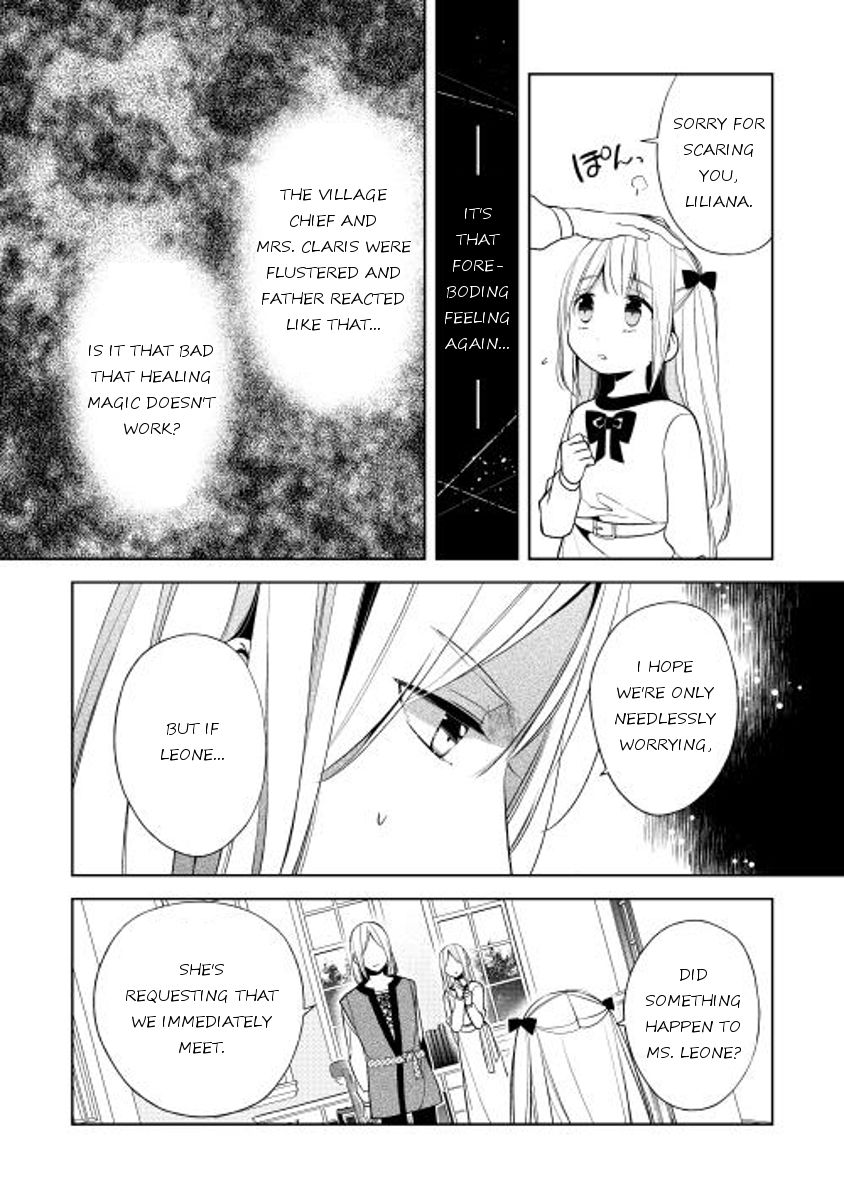 SORRY FOR
SCARING
YOU,
LILIANA.
ぽんっ
IT'S
THAT
FORE-
BODING
FEELING
AGAIN...
THE VILLAGE
CHIEF AND
MRS. CLARIS WERE
FLUSTERED AND
FATHER REACTED
LIKE THAT...
IS IT THAT BAD
THAT HEALING
MAGIC DOESN'T
WORK?
I HOPE
WE'RE ONLY
NEEDLESSLY
WORRYING,
BUT IF
LEONE...
DID
SOMETHING
HAPPEN TO
MS. LEONE?
SHE'S
REQUESTING THAT
WE IMMEDIATELY
MEET.